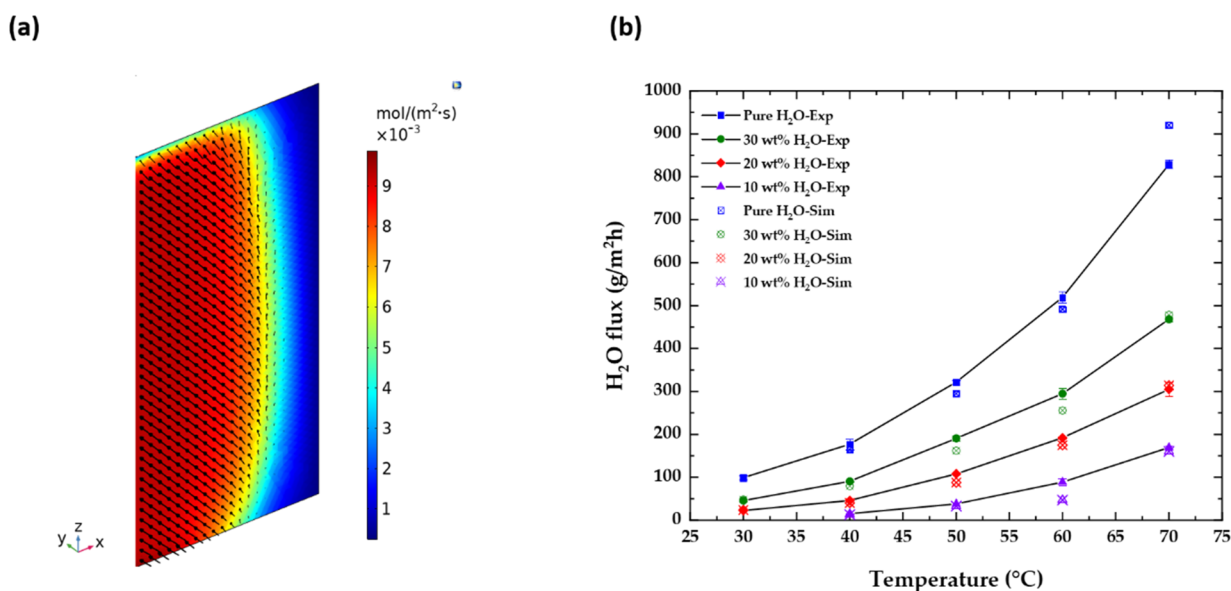 (a)
mol/(m²·s)
×10⁻³
9
8
7
6
5
4
3
2
1
z
y
x
(b)
1000
900
800
700
600
500
400
300
200
100
0
H₂O flux (g/m²h)
Pure H₂O-Exp
30 wt% H₂O-Exp
20 wt% H₂O-Exp
10 wt% H₂O-Exp
Pure H₂O-Sim
30 wt% H₂O-Sim
20 wt% H₂O-Sim
10 wt% H₂O-Sim
25 30 35 40 45 50 55 60 65 70 75
Temperature (°C)